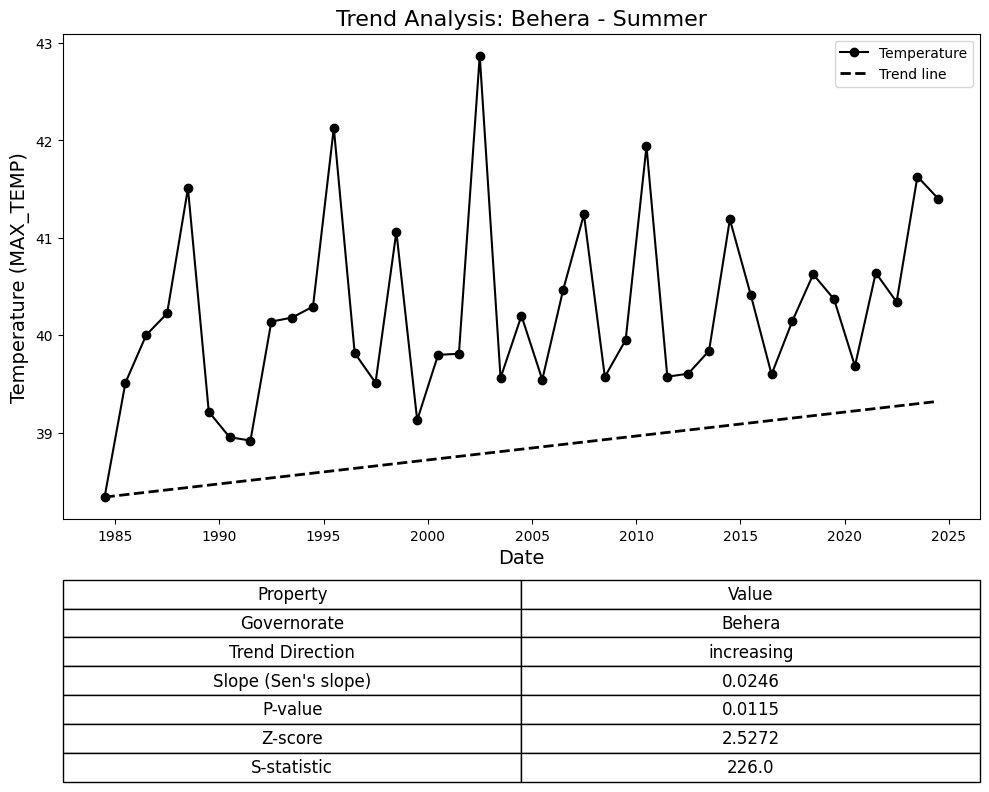 Trend Analysis: Behera - Summer
Temperature (MAX_TEMP)
43
42
41
40
39
Temperature
Trend line
1985 1990 1995 2000 2005 2010 2015 2020 2025
Date
Property Value
Governorate Behera
Trend Direction increasing
Slope (Sen's slope) 0.0246
P-value 0.0115
Z-score 2.5272
S-statistic 226.0